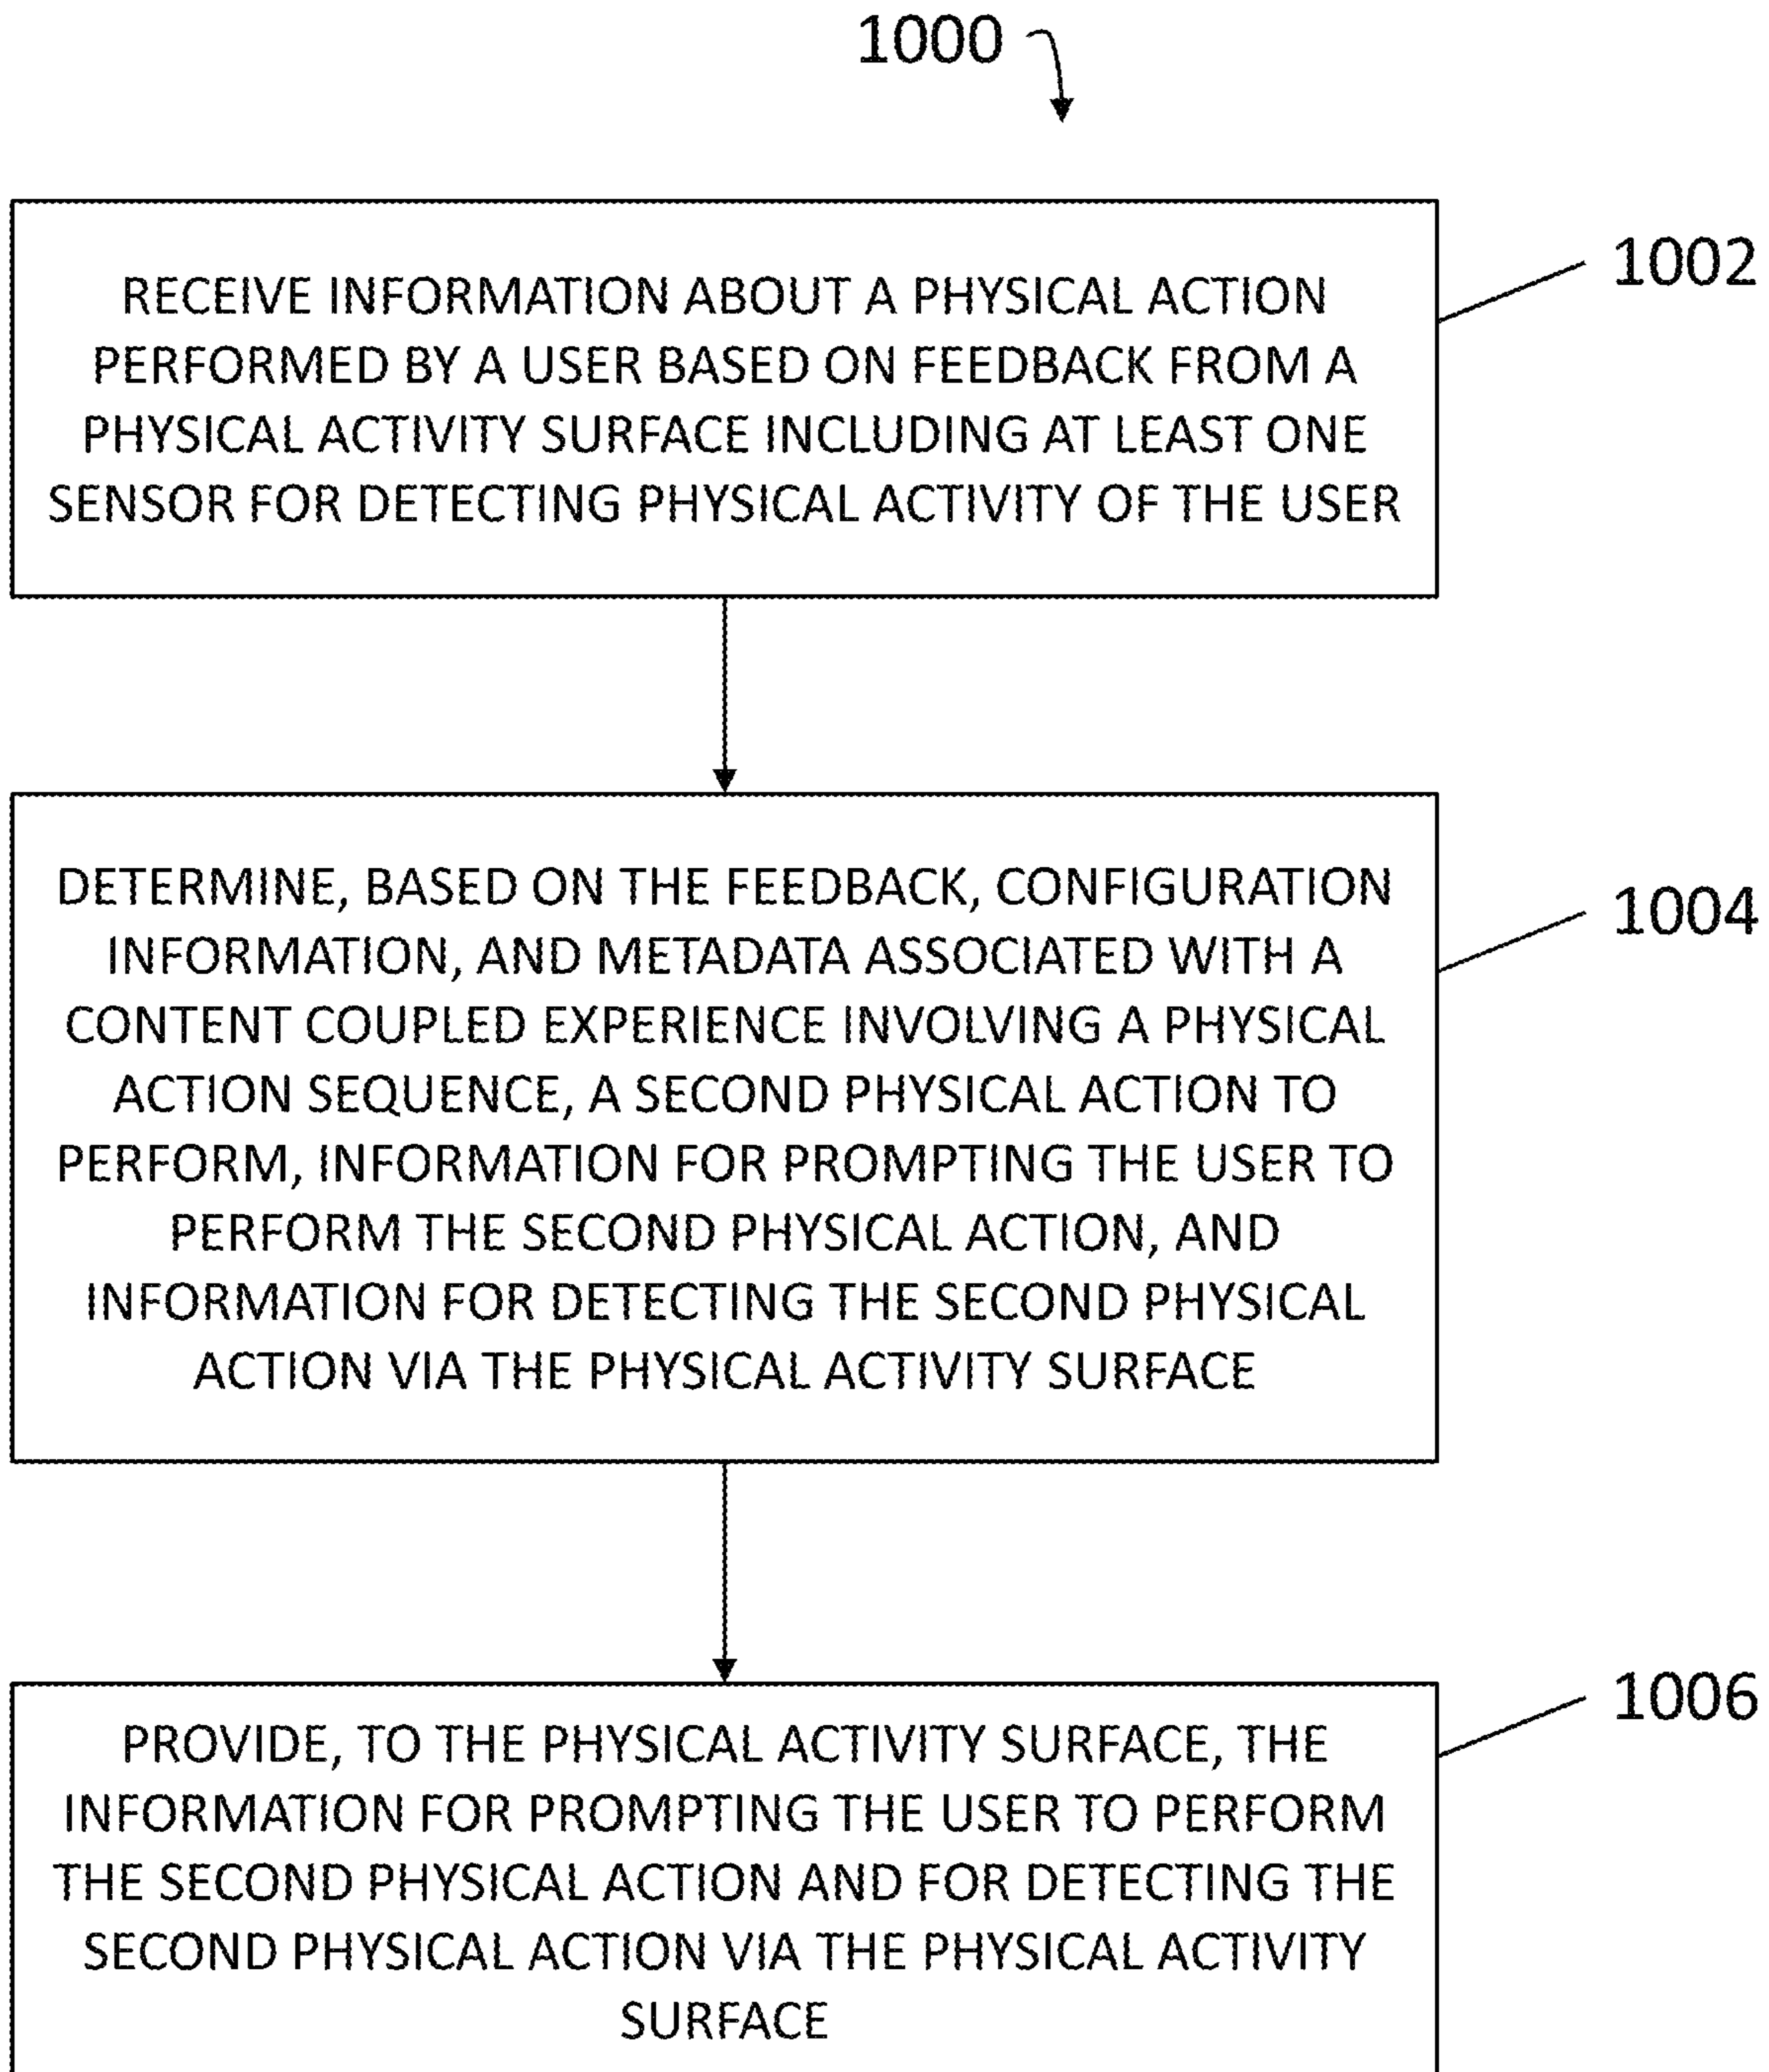 1000
RECEIVE INFORMATION ABOUT A PHYSICAL ACTION
PERFORMED BY A USER BASED ON FEEDBACK FROM A
PHYSICAL ACTIVITY SURFACE INCLUDING AT LEAST ONE
SENSOR FOR DETECTING PHYSICAL ACTIVITY OF THE USER
1002
DETERMINE, BASED ON THE FEEDBACK, CONFIGURATION
INFORMATION, AND METADATA ASSOCIATED WITH A
CONTENT COUPLED EXPERIENCE INVOLVING A PHYSICAL
ACTION SEQUENCE, A SECOND PHYSICAL ACTION TO
PERFORM, INFORMATION FOR PROMPTING THE USER TO
PERFORM THE SECOND PHYSICAL ACTION, AND
INFORMATION FOR DETECTING THE SECOND PHYSICAL
ACTION VIA THE PHYSICAL ACTIVITY SURFACE
1004
PROVIDE, TO THE PHYSICAL ACTIVITY SURFACE, THE
INFORMATION FOR PROMPTING THE USER TO PERFORM
THE SECOND PHYSICAL ACTION AND FOR DETECTING THE
SECOND PHYSICAL ACTION VIA THE PHYSICAL ACTIVITY
SURFACE
1006